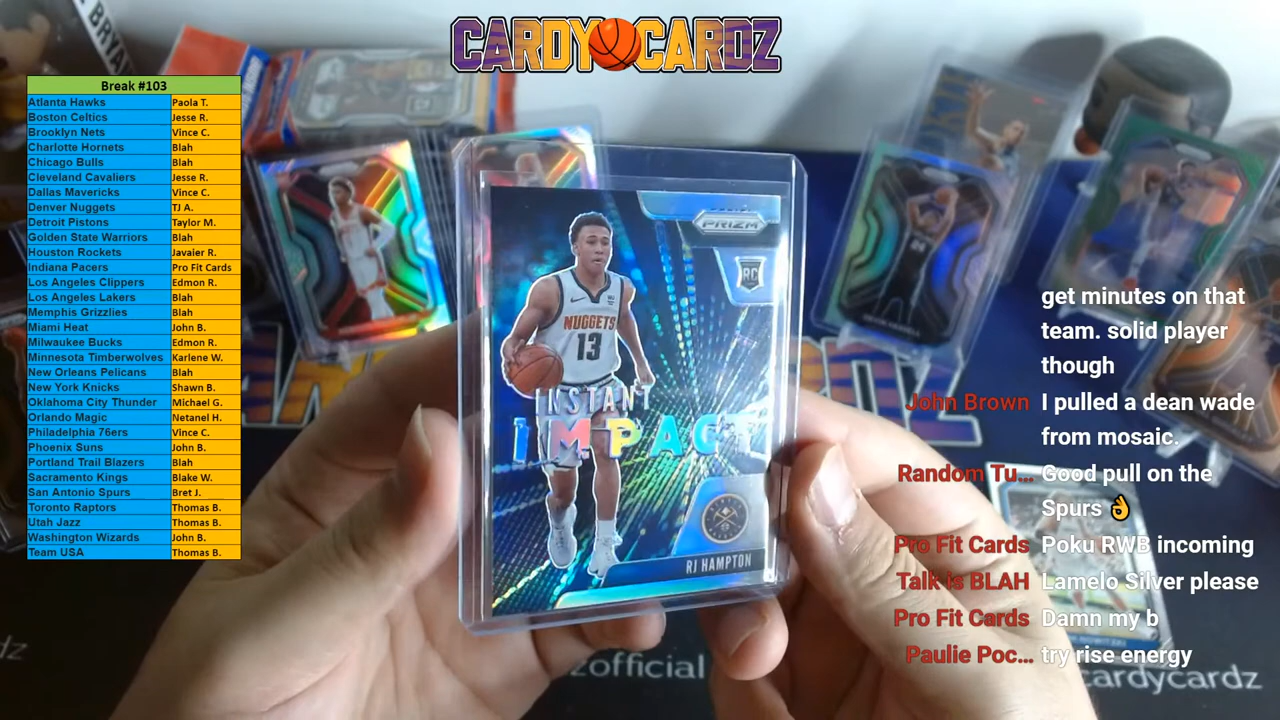 CARDY CARDZ
BRYAN
Break #103
Atlanta Hawks Paola T.
Boston Celtics Jesse R.
Brooklyn Nets Vince C.
Charlotte Hornets Blah
Chicago Bulls Blah
Cleveland Cavaliers Jesse R.
Dallas Mavericks Vince C.
Denver Nuggets TJ A.
Detroit Pistons Taylor M.
Golden State Warriors Blah
Houston Rockets Javaier R.
Indiana Pacers Pro Fit Cards
Los Angeles Clippers Edmon R.
Los Angeles Lakers Blah
Memphis Grizzlies Blah
Miami Heat John B.
Milwaukee Bucks Edmon R.
Minnesota Timberwolves Karlene W.
New Orleans Pelicans Blah
New York Knicks Shawn B.
Oklahoma City Thunder Michael G.
Orlando Magic Netanel H.
Philadelphia 76ers Vince C.
Phoenix Suns John B.
Portland Trail Blazers Blah
Sacramento Kings Blake W.
San Antonio Spurs Bret J.
Toronto Raptors Thomas B.
Utah Jazz Thomas B.
Washington Wizards John B.
Team USA Thomas B.
PRIZM
RC
NUGGETS
13
INSTANT
IMPACT
RJ HAMPTON
get minutes on that
team. solid player
though
John Brown I pulled a dean wade
from mosaic.
Random Tu... Good pull on the
Spurs 👌
Pro Fit Cards Poku RWB incoming
Talk is BLAH Lamelo Silver please
Pro Fit Cards Damn my b
Paulie Poc... try rise energy
zofficial
cardycardz